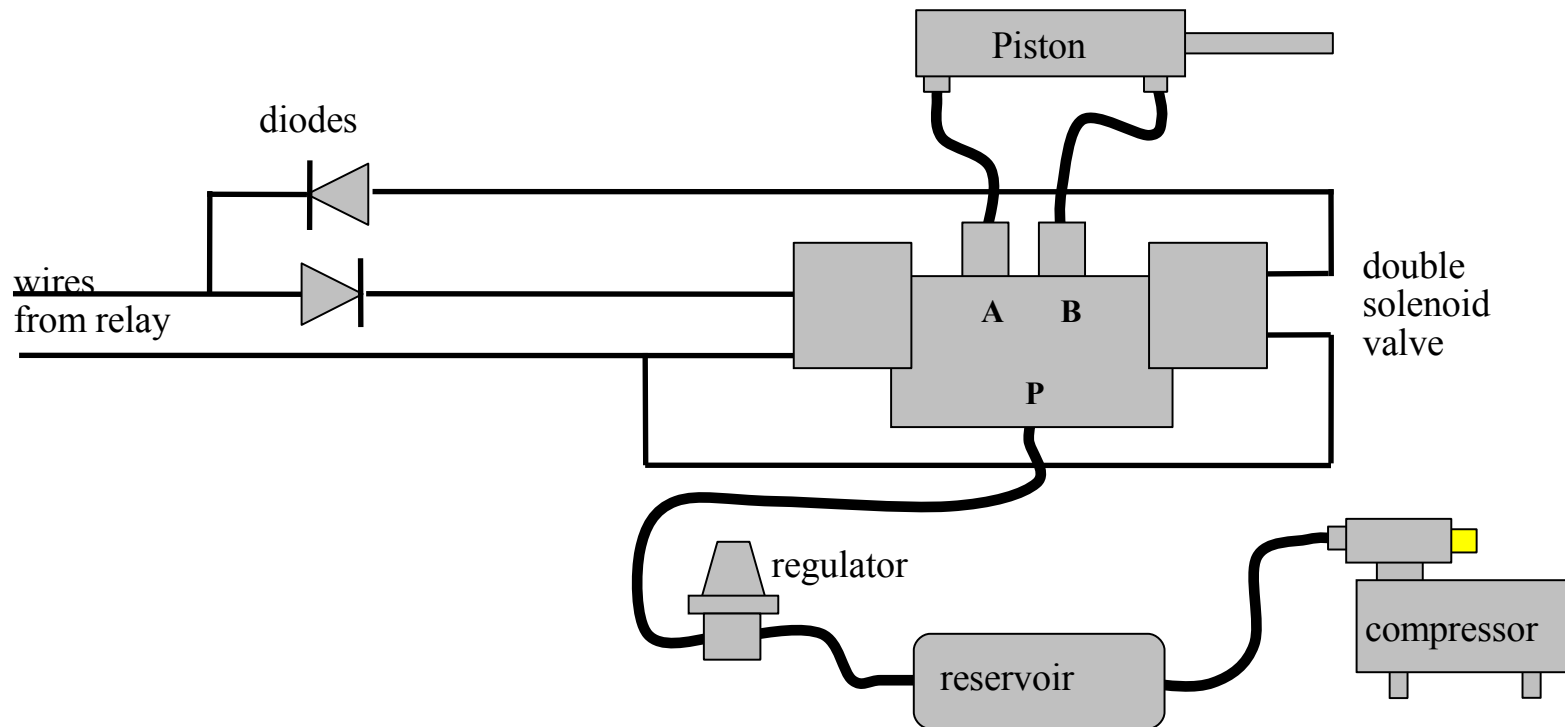 Piston
diodes
wires
from relay
double
solenoid
valve
A
B
P
regulator
reservoir
compressor